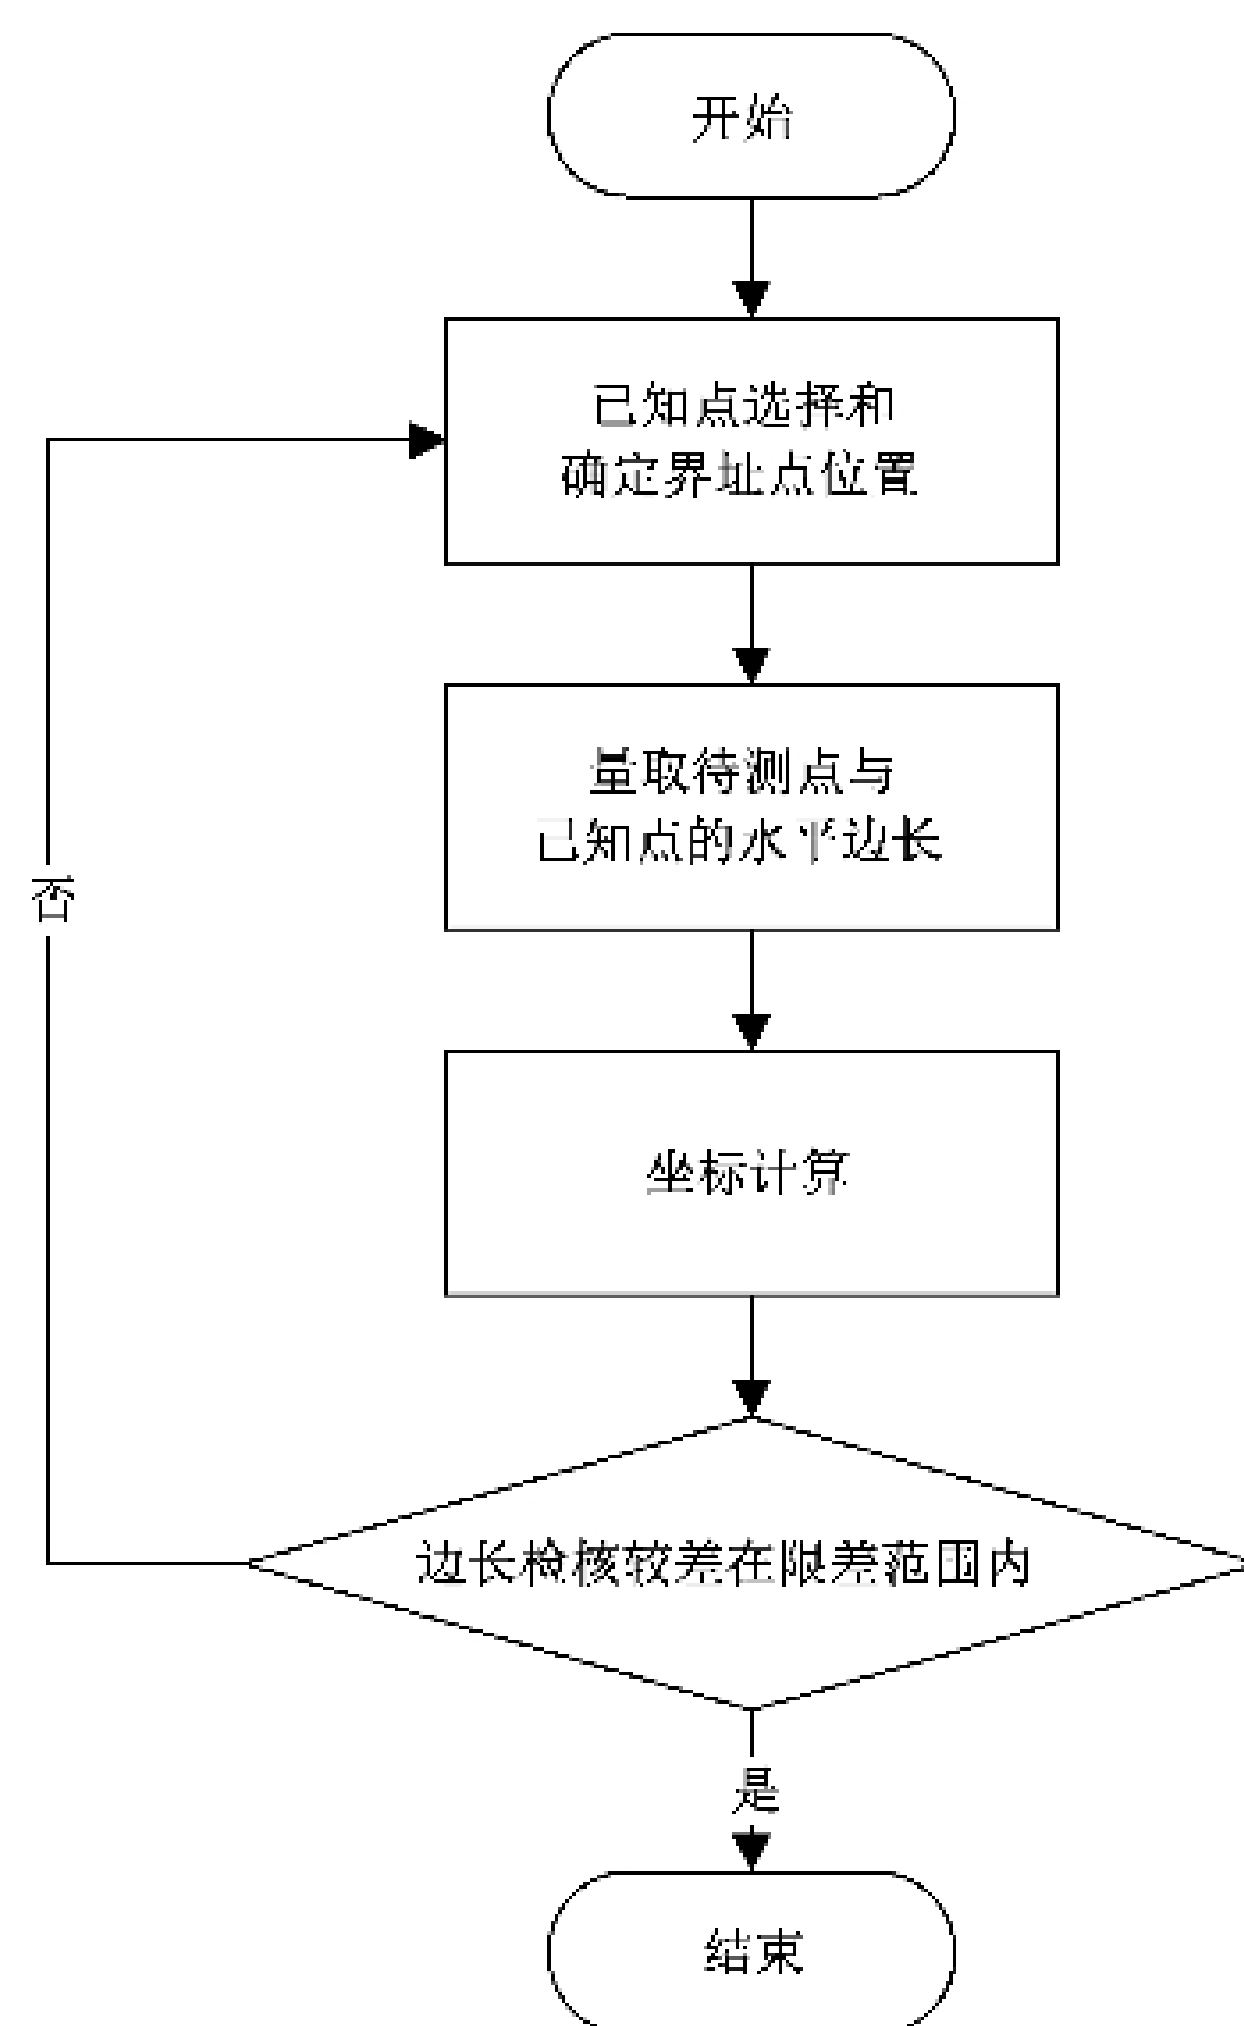 开始
已知点选择和
确定界址点位置
量取待测点与
已知点的水平边长
否
坐标计算
边长检核较差在限差范围内
是
结束